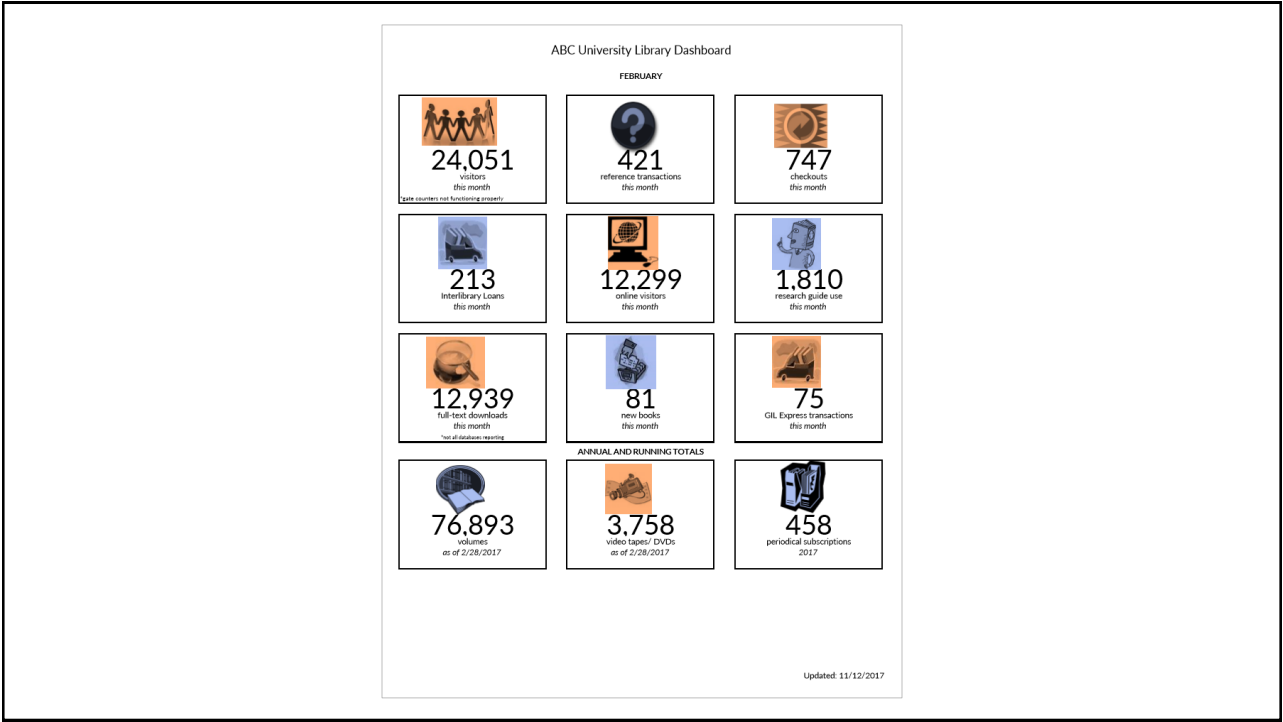 ABC University Library Dashboard
FEBRUARY
24,051
visitors
this month
*gate counters not functioning properly
421
reference transactions
this month
747
checkouts
this month
213
Interlibrary Loans
this month
12,299
online visitors
this month
1,810
research guide use
this month
12,939
full-text downloads
this month
*not all databases reporting
81
new books
this month
75
GIL Express transactions
this month
ANNUAL AND RUNNING TOTALS
76,893
volumes
as of 2/28/2017
3,758
video tapes/ DVDs
as of 2/28/2017
458
periodical subscriptions
2017
Updated: 11/12/2017